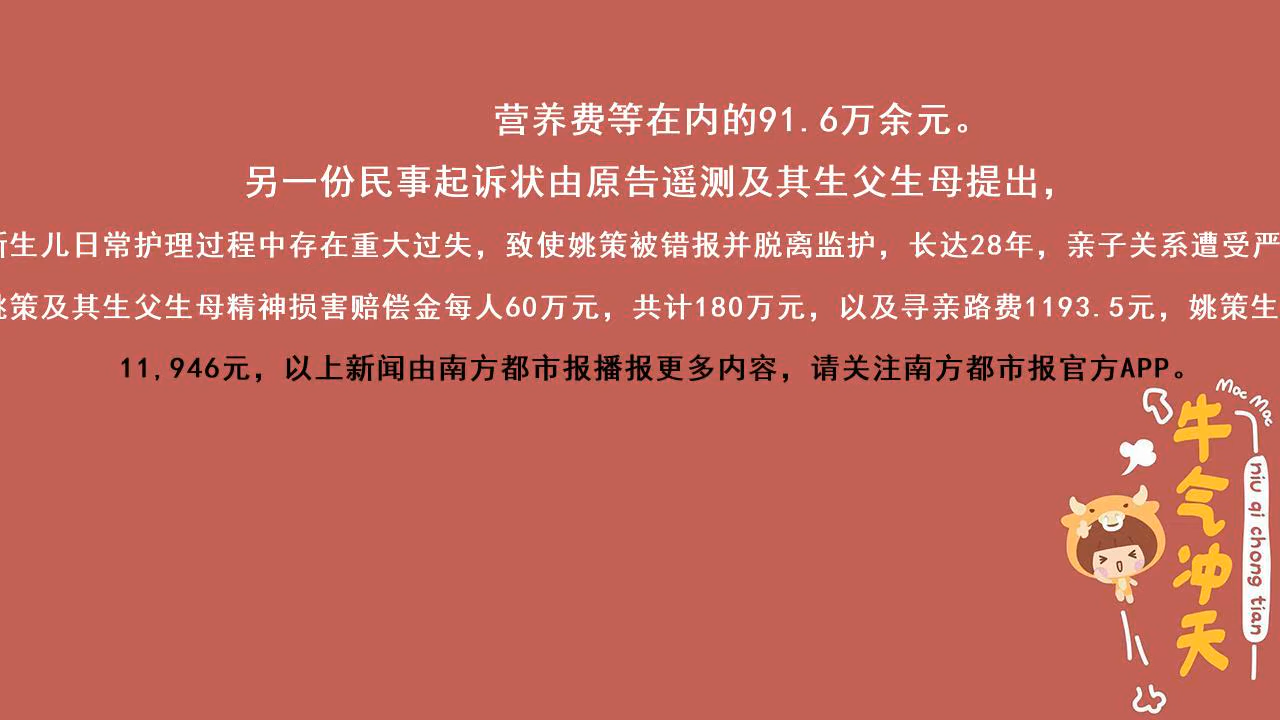 营养费等在内的91.6万余元。
另一份民事起诉状由原告遥测及其生父生母提出，
生儿日常护理过程中存在重大过失，致使姚策被错报并脱离监护，长达28年，亲子关系遭受严
策及其生父生母精神损害赔偿金每人60万元，共计180万元，以及寻亲路费1193.5元，姚策生
11,946元，以上新闻由南方都市报播报更多内容，请关注南方都市报官方APP。
Moc Moc
牛气冲天
niu qi chong tian